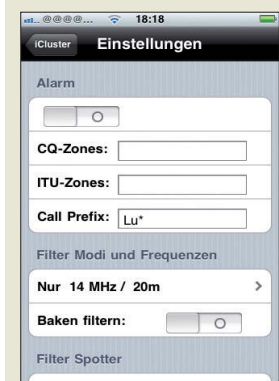 @@@@... 18:18
iCluster Einstellungen
Alarm
CQ-Zones:
ITU-Zones:
Call Prefix: Lu*
Filter Modi und Frequenzen
Nur 14 MHz / 20m
Baken filtern:
Filter Spotter